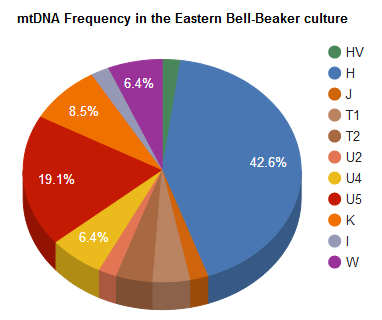 mtDNA Frequency in the Eastern Bell-Beaker culture
HV
H
J
T1
T2
U2
U4
U5
K
I
W
6.4%
8.5%
42.6%
19.1%
6.4%